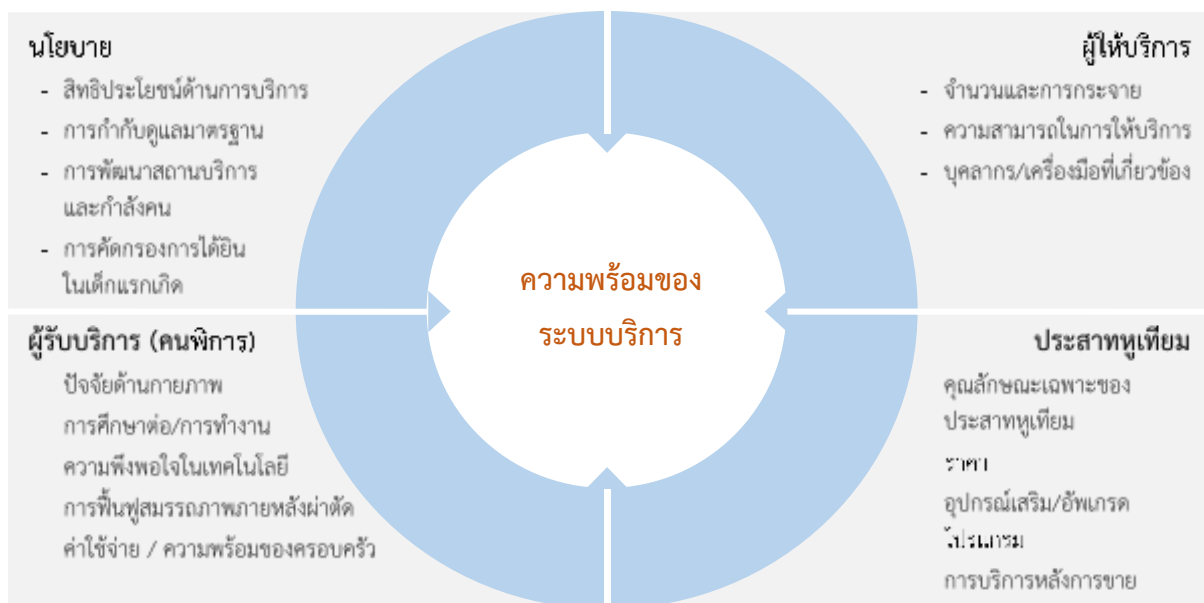 นโยบาย
- สิทธิประโยชน์ด้านการบริการ
- การกำกับดูแลมาตรฐาน
- การพัฒนาสถานบริการ
และกำลังคน
- การคัดกรองการได้ยิน
ในเด็กแรกเกิด
ผู้ให้บริการ
- จำนวนและการกระจาย
- ความสามารถในการให้บริการ
- บุคลากร/เครื่องมือที่เกี่ยวข้อง
ความพร้อมของ
ระบบบริการ
ผู้รับบริการ (คนพิการ)
ปัจจัยด้านกายภาพ
การศึกษาต่อ/การทำงาน
ความพึงพอใจในเทคโนโลยี
การฟื้นฟูสมรรถภาพภายหลังผ่าตัด
ค่าใช้จ่าย / ความพร้อมของครอบครัว
ประสาทหูเทียม
คุณลักษณะเฉพาะของ
ประสาทหูเทียม
ราคา
อุปกรณ์เสริม/อัพเกรด
โปรแกรม
การบริการหลังการขาย